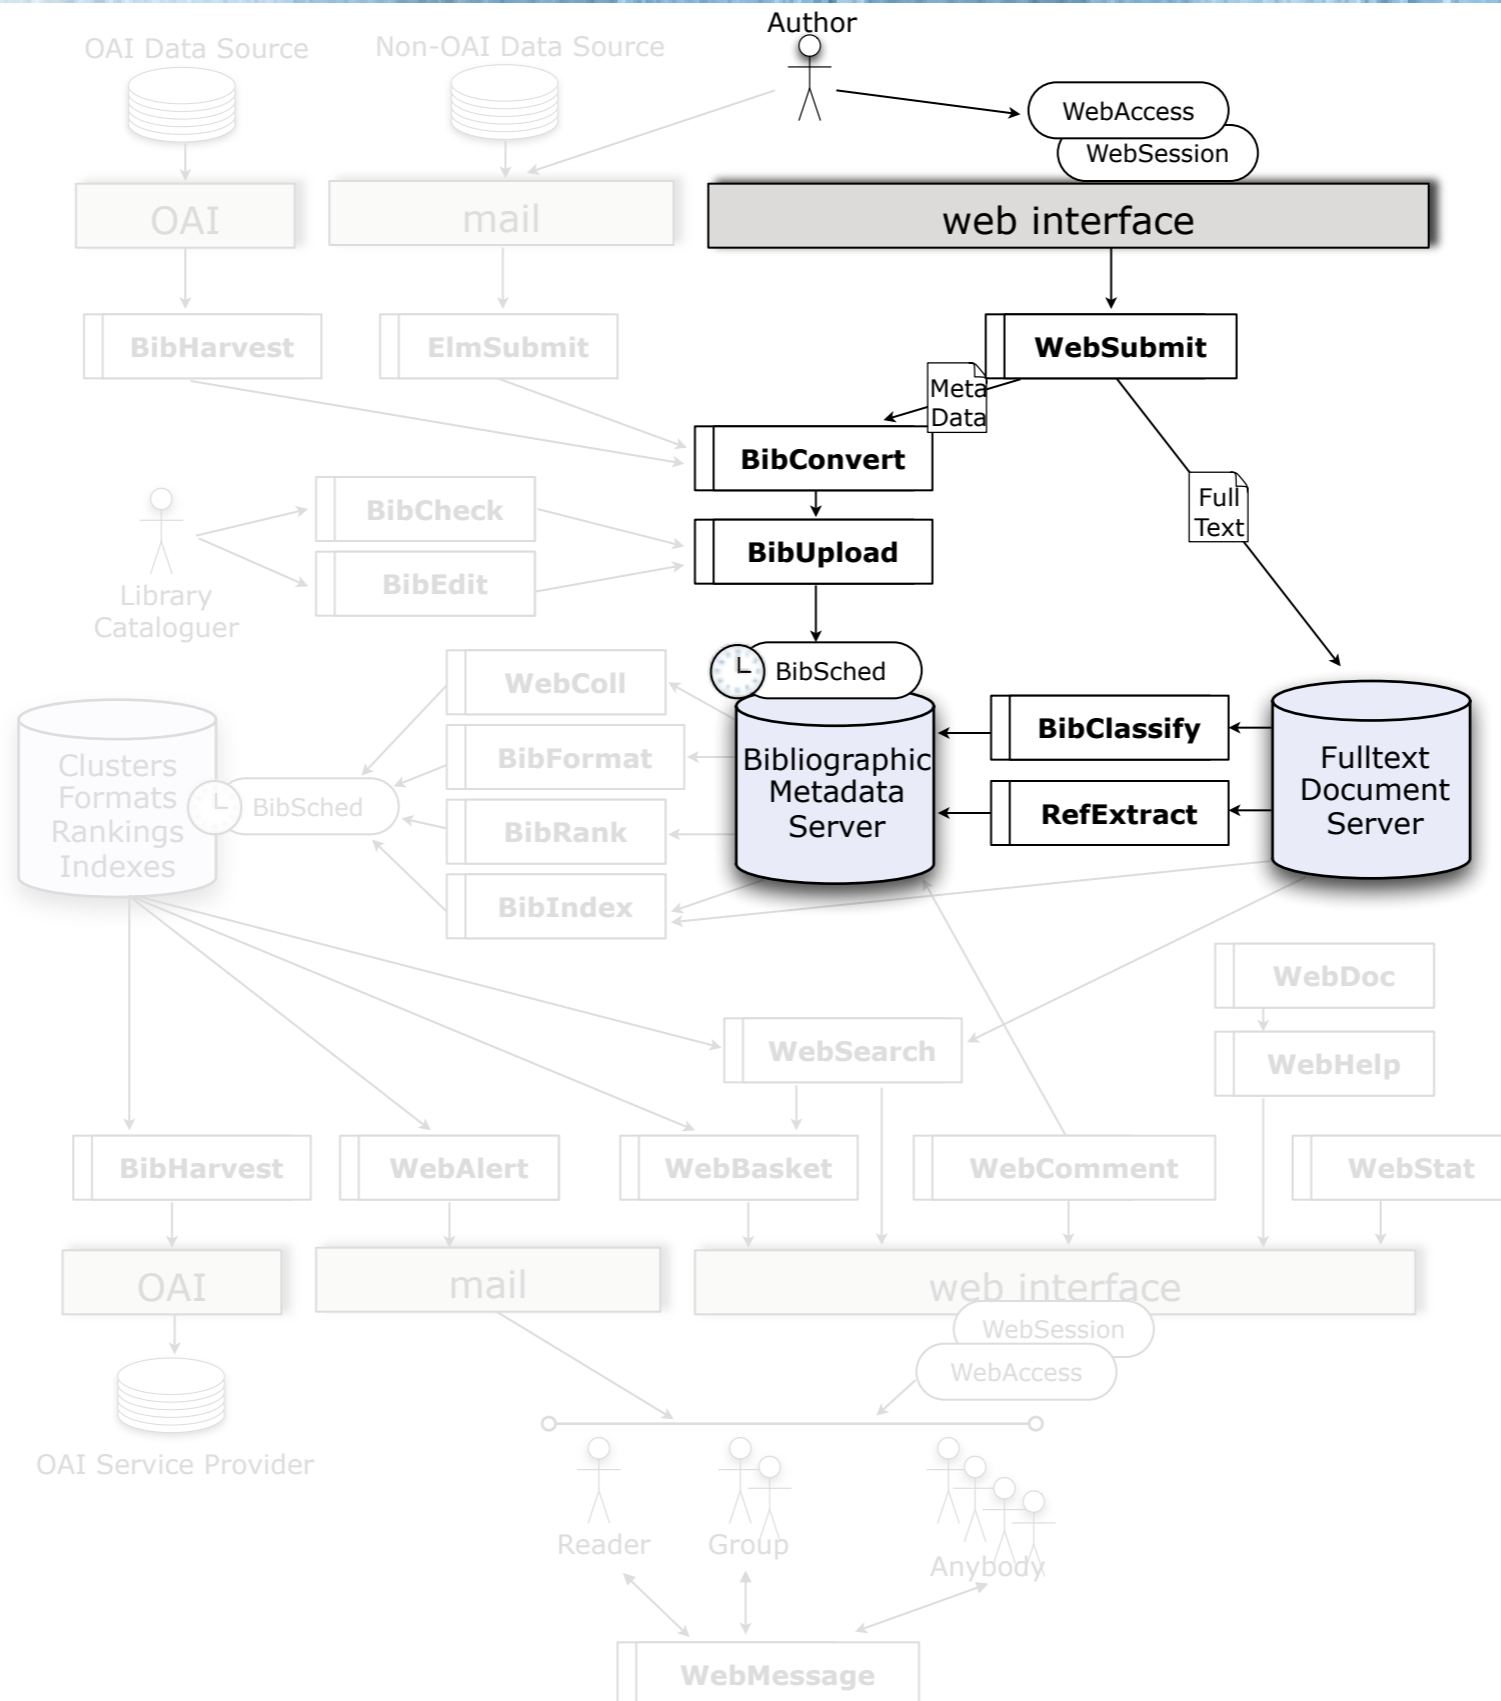 Author
OAI Data Source
Non-OAI Data Source
WebAccess
WebSession
OAI
mail
web interface
BibHarvest
ElmSubmit
WebSubmit
Meta
Data
BibConvert
Full
Text
BibCheck
BibUpload
BibEdit
Library
Cataloguer
BibSched
WebColl
BibClassify
BibFormat
Bibliographic
Metadata
Server
Fulltext
Document
Server
Clusters
Formats
Rankings
Indexes
BibSched
BibRank
RefExtract
BibIndex
WebDoc
WebSearch
WebHelp
BibHarvest
WebAlert
WebBasket
WebComment
WebStat
OAI
mail
web interface
WebSession
WebAccess
OAI Service Provider
Reader
Group
Anybody
WebMessage